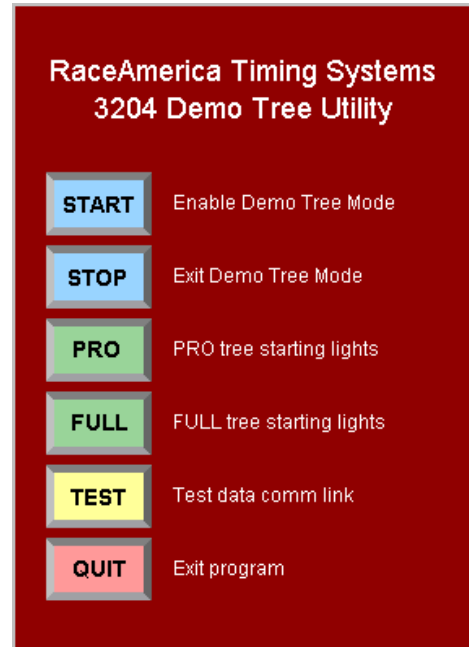 RaceAmerica Timing Systems
3204 Demo Tree Utility
START Enable Demo Tree Mode
STOP Exit Demo Tree Mode
PRO PRO tree starting lights
FULL FULL tree starting lights
TEST Test data comm link
QUIT Exit program